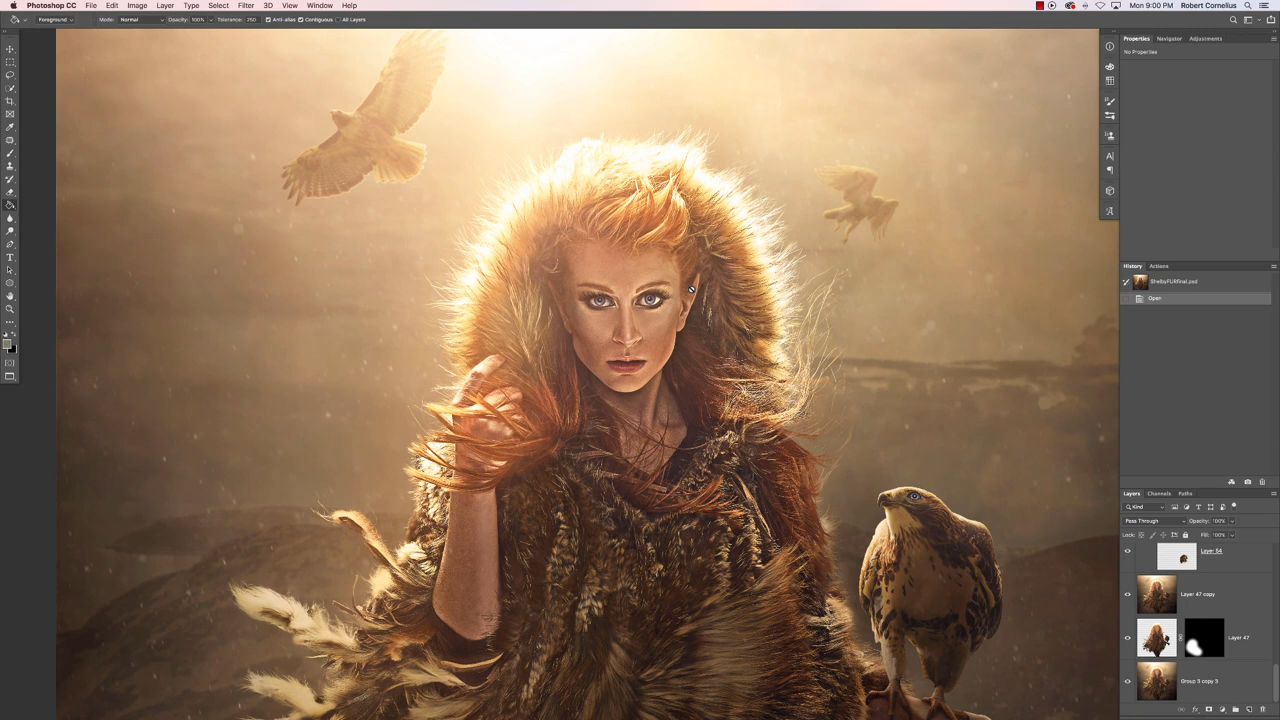 Photoshop CC File Edit Image Layer Type Select Filter 3D View Window Help Mon 9:00 PM Robert Cornelius
Foreground Mode: Normal Opacity: 100% Tolerance: 250 Anti-alias Contiguous All Layers
Properties Navigator Adjustments
No Properties
History Actions
ShelbyFURfinal.psd
Open
Layers Channels Paths
Kind
Pass Through Opacity: 100%
Lock: Fill: 100%
Layer 54
Layer 47 copy
Layer 47
Group 3 copy 3